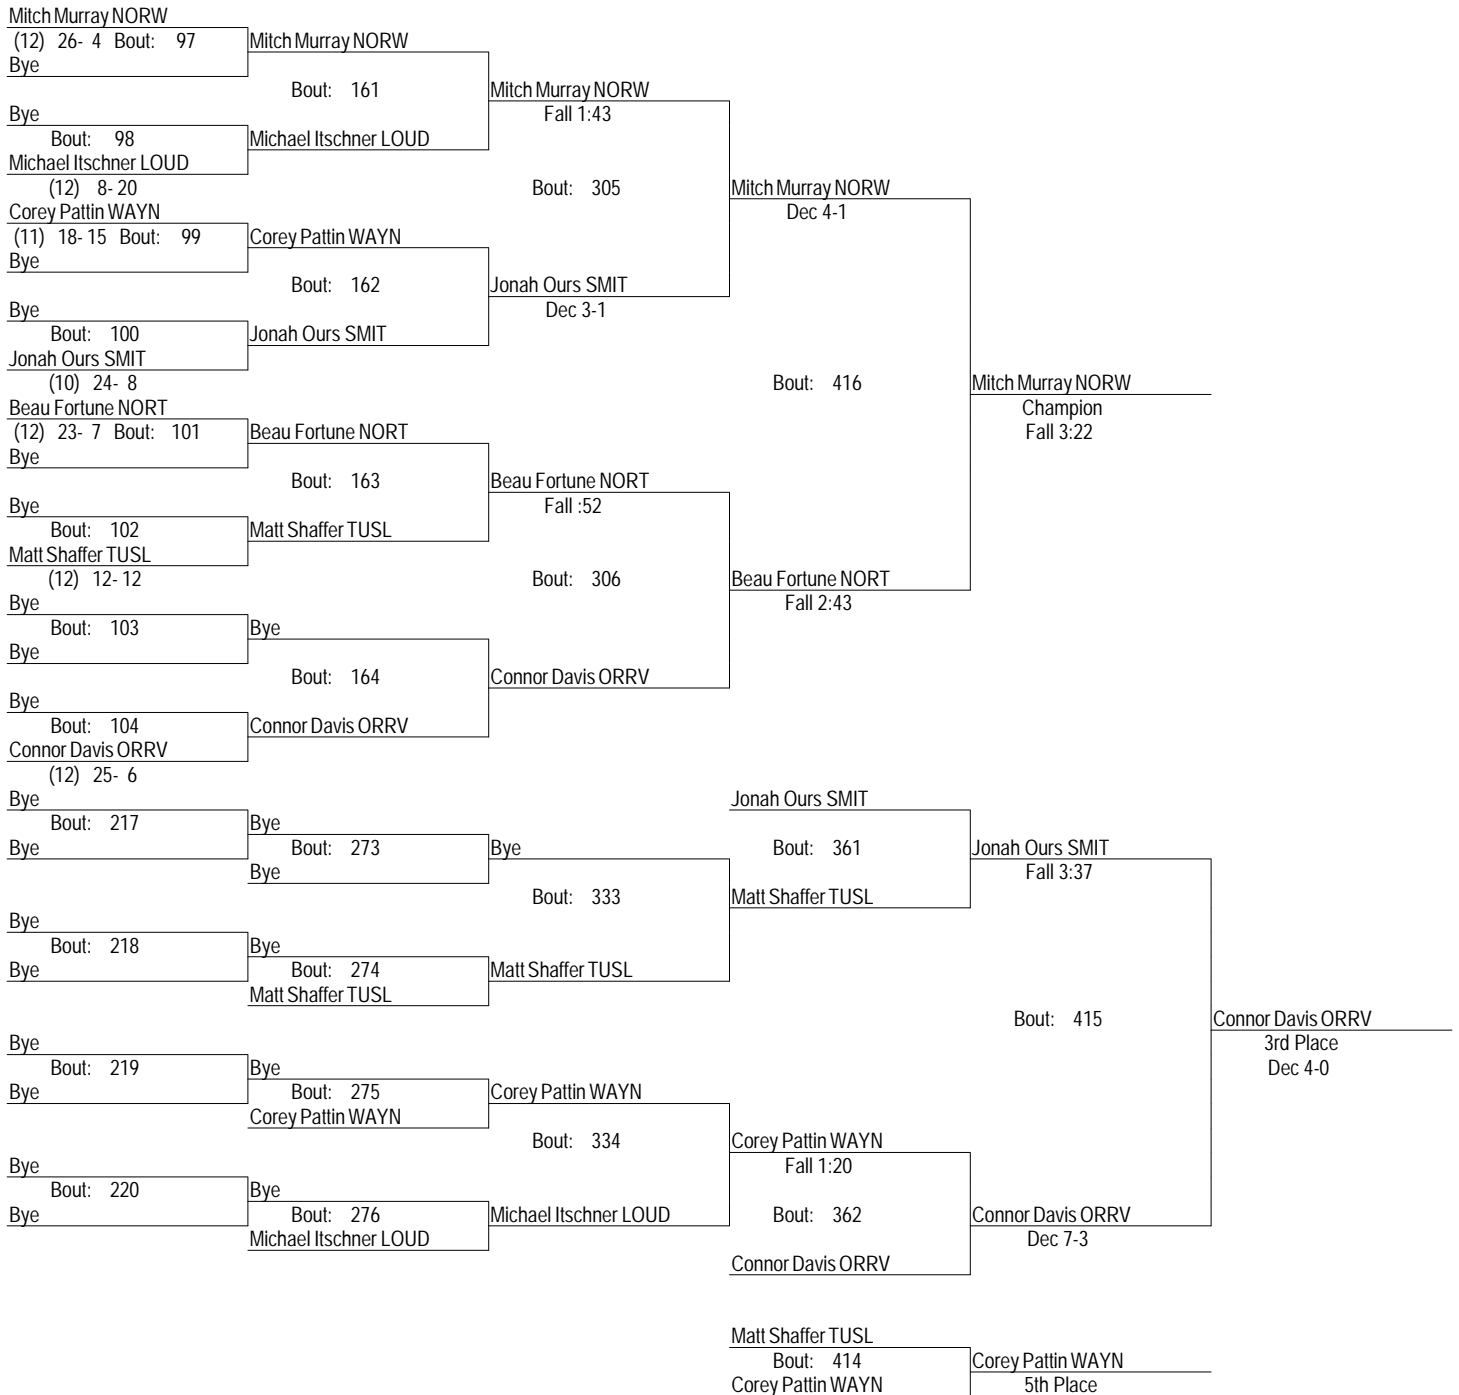 Mitch Murray NORW
(12) 26- 4 Bout: 97
Mitch Murray NORW
Bye
Bout: 161
Mitch Murray NORW
Bye
Fall 1:43
Bout: 98
Michael Itschner LOUD
Michael Itschner LOUD
(12) 8- 20
Bout: 305
Mitch Murray NORW
Corey Pattin WAYN
Dec 4-1
(11) 18- 15 Bout: 99
Corey Pattin WAYN
Bye
Bout: 162
Jonah Ours SMIT
Bye
Dec 3-1
Bout: 100
Jonah Ours SMIT
Jonah Ours SMIT
(10) 24- 8
Bout: 416
Mitch Murray NORW
Beau Fortune NORT
Champion
(12) 23- 7 Bout: 101
Beau Fortune NORT
Fall 3:22
Bye
Bout: 163
Beau Fortune NORT
Bye
Fall :52
Bout: 102
Matt Shaffer TUSL
Matt Shaffer TUSL
(12) 12- 12
Bout: 306
Beau Fortune NORT
Bye
Fall 2:43
Bout: 103
Bye
Bye
Bout: 164
Connor Davis ORRV
Bye
Bout: 104
Connor Davis ORRV
Connor Davis ORRV
(12) 25- 6
Bye
Jonah Ours SMIT
Bout: 217
Bye
Bye
Bout: 273
Bye
Bout: 361
Jonah Ours SMIT
Bye
Fall 3:37
Bout: 333
Matt Shaffer TUSL
Bye
Bout: 218
Bye
Bye
Bout: 274
Matt Shaffer TUSL
Matt Shaffer TUSL
Bout: 415
Connor Davis ORRV
Bye
3rd Place
Bout: 219
Bye
Dec 4-0
Bye
Bout: 275
Corey Pattin WAYN
Corey Pattin WAYN
Bout: 334
Corey Pattin WAYN
Bye
Fall 1:20
Bout: 220
Bye
Bye
Bout: 276
Michael Itschner LOUD
Bout: 362
Connor Davis ORRV
Michael Itschner LOUD
Dec 7-3
Connor Davis ORRV
Matt Shaffer TUSL
Bout: 414
Corey Pattin WAYN
Corey Pattin WAYN
5th Place